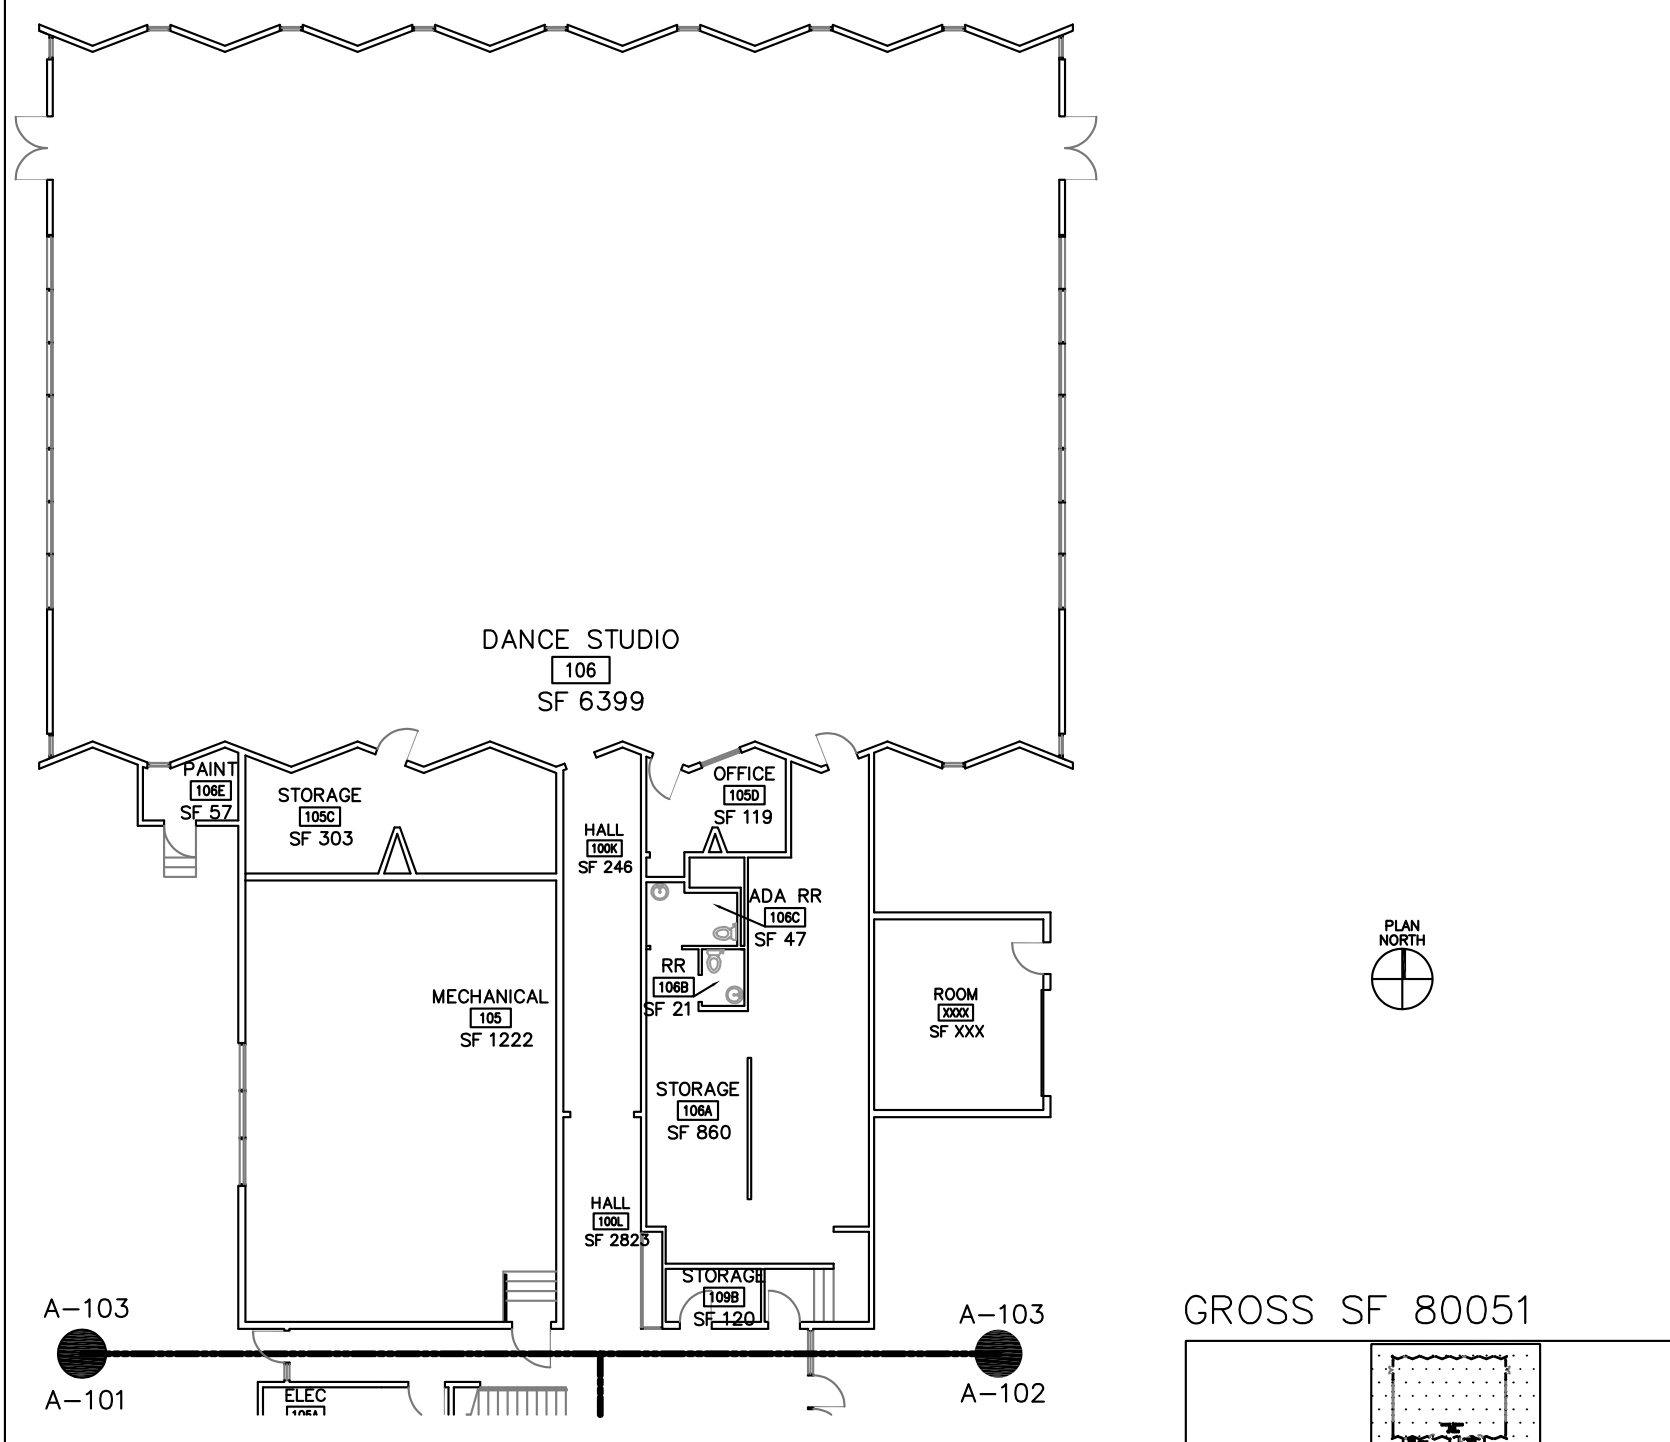 DANCE STUDIO
106
SF 6399
PAINT
106E
SF 57
STORAGE
105C
SF 303
OFFICE
105D
SF 119
HALL
100K
SF 246
ADA RR
106C
SF 47
RR
106B
SF 21
PLAN
NORTH
MECHANICAL
105
SF 1222
ROOM
XXXX
SF XXX
STORAGE
106A
SF 860
HALL
100L
SF 2823
STORAGE
109B
SF 120
A-103
A-103
GROSS SF 80051
A-101
A-102
ELEC
105A